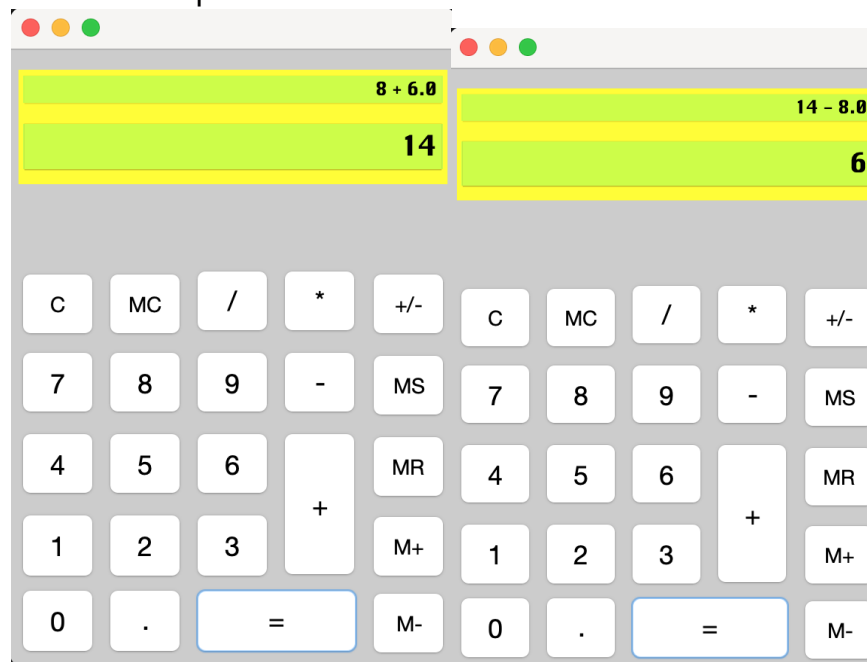 8 + 6.0
14
C MC / * +/-
7 8 9 - MS
4 5 6 MR
+
1 2 3 M+
0 . = M-
14 - 8.0
6
C MC / * +/-
7 8 9 - MS
4 5 6 MR
+
1 2 3 M+
0 . = M-